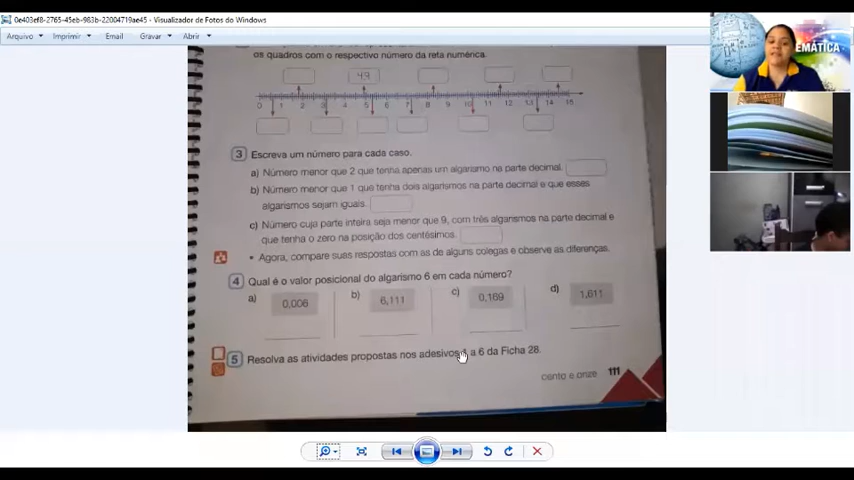 0e403ef8-2765-45eb-983b-22004719ae45 - Visualizador de Fotos do Windows
Arquivo Imprimir Email Gravar Abrir
EMÁTICA
os quadros com o respectivo número da reta numérica.
4,9
0 1 2 3 4 5 6 7 8 9 10 11 12 13 14 15
3 Escreva um número para cada caso.
a) Número menor que 2 que tenha apenas um algarismo na parte decimal.
b) Número menor que 1 que tenha dois algarismos na parte decimal e que esses
algarismos sejam iguais.
c) Número cuja parte inteira seja menor que 9, com três algarismos na parte decimal e
que tenha o zero na posição dos centésimos.
• Agora, compare suas respostas com as de alguns colegas e observe as diferenças.
4 Qual é o valor posicional do algarismo 6 em cada número?
a) 0,006 b) 6,111 c) 0,169 d) 1,611
5 Resolva as atividades propostas nos adesivos a 6 da Ficha 28.
cento e onze 111